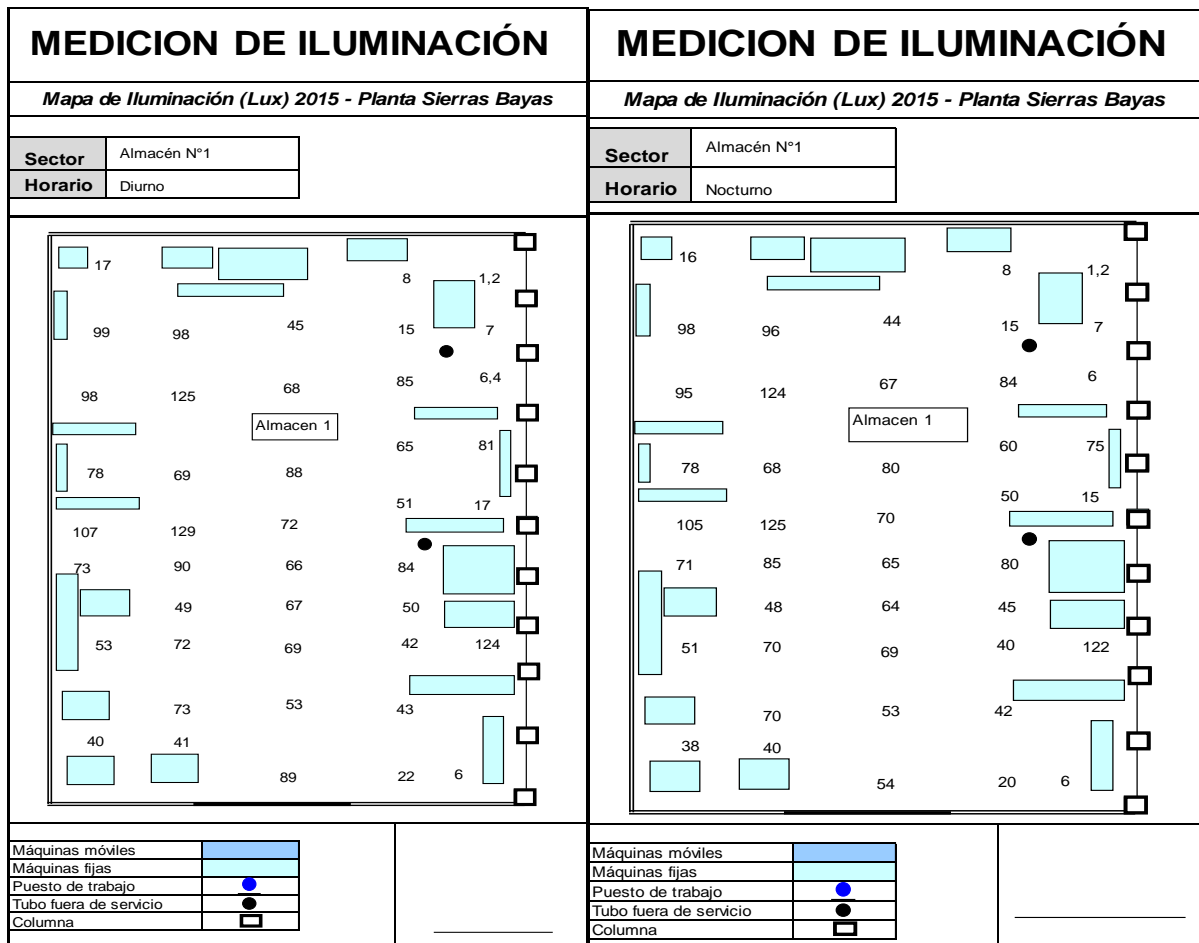 MEDICION DE ILUMINACIÓN
Mapa de Iluminación (Lux) 2015 - Planta Sierras Bayas
Sector Almacén N°1
Horario Diurno
17
8 1,2
99 98 45 15 7
98 125 68 85 6,4
Almacen 1
65 81
78 69 88
51 17
107 129 72
73 90 66 84
49 67 50
53 72 69 42 124
73 53 43
40 41
89 22 6
Máquinas móviles
Máquinas fijas
Puesto de trabajo
Tubo fuera de servicio
Columna
MEDICION DE ILUMINACIÓN
Mapa de Iluminación (Lux) 2015 - Planta Sierras Bayas
Sector Almacén N°1
Horario Nocturno
16
8 1,2
98 96 44 15 7
95 124 67 84 6
Almacen 1
60 75
78 68 80
50 15
105 125 70
71 85 65 80
48 64 45
51 70 69 40 122
70 53 42
38 40
54 20 6
Máquinas móviles
Máquinas fijas
Puesto de trabajo
Tubo fuera de servicio
Columna